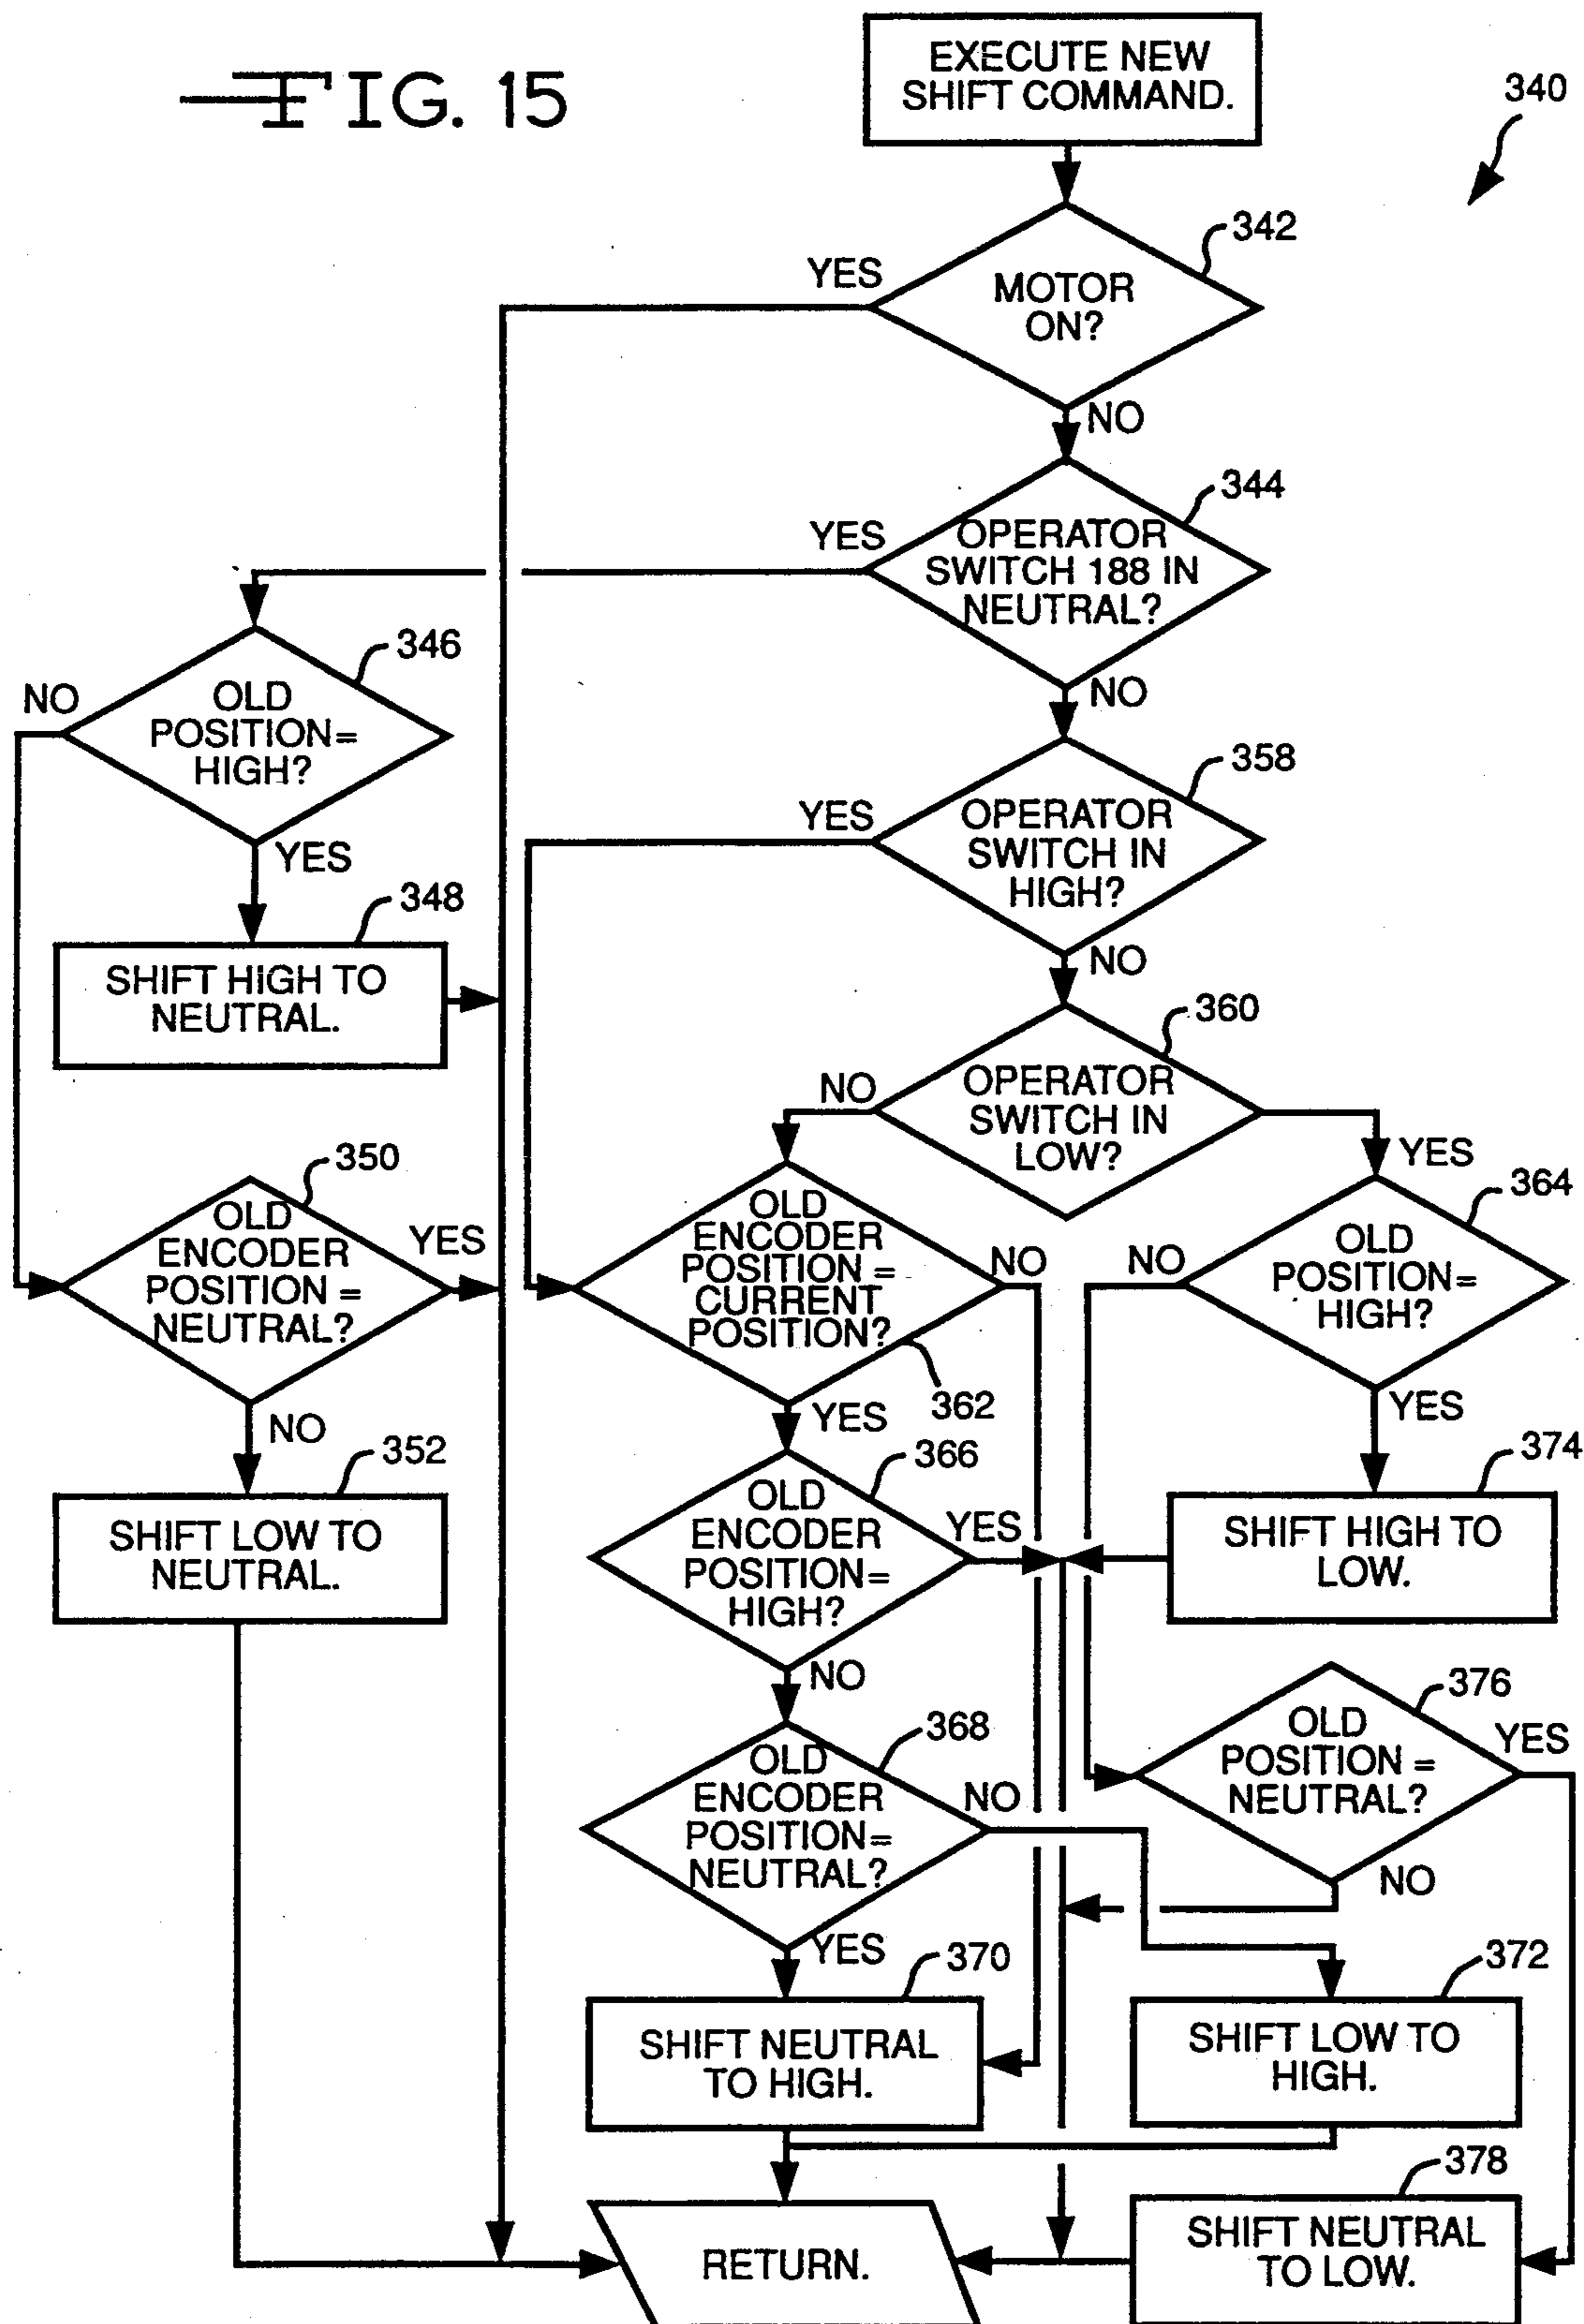 FIG. 15
EXECUTE NEW
SHIFT COMMAND.
340
342
YES
MOTOR
ON?
NO
344
YES
OPERATOR
SWITCH 188 IN
NEUTRAL?
NO
346
NO
OLD
POSITION=
HIGH?
YES
348
SHIFT HIGH TO
NEUTRAL.
358
YES
OPERATOR
SWITCH IN
HIGH?
NO
360
NO
OPERATOR
SWITCH IN
LOW?
YES
350
OLD
ENCODER
POSITION =
NEUTRAL?
YES
NO
352
SHIFT LOW TO
NEUTRAL.
OLD
ENCODER
POSITION =
CURRENT
POSITION?
NO
362
YES
364
NO
OLD
POSITION=
HIGH?
YES
366
OLD
ENCODER
POSITION=
HIGH?
YES
NO
374
SHIFT HIGH TO
LOW.
368
OLD
ENCODER
POSITION=
NEUTRAL?
NO
YES
376
OLD
POSITION =
NEUTRAL?
YES
NO
370
SHIFT NEUTRAL
TO HIGH.
372
SHIFT LOW TO
HIGH.
378
RETURN.
SHIFT NEUTRAL
TO LOW.